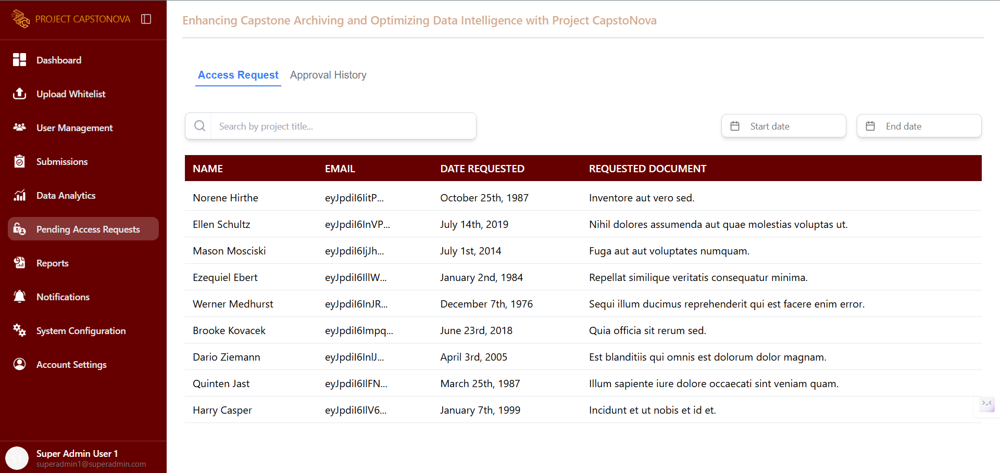 PROJECT CAPSTONOVA
Dashboard
Upload Whitelist
User Management
Submissions
Data Analytics
Pending Access Requests
Reports
Notifications
System Configuration
Account Settings
S1
Super Admin User 1
superadmin1@superadmin.com
Enhancing Capstone Archiving and Optimizing Data Intelligence with Project CapstoNova
Access Request Approval History
Search by project title... Start date End date
NAME EMAIL DATE REQUESTED REQUESTED DOCUMENT
Norene Hirthe eyJpdiI6IitP... October 25th, 1987 Inventore aut vero sed.
Ellen Schultz eyJpdiI6InVP... July 14th, 2019 Nihil dolores assumenda aut quae molestias voluptas ut.
Mason Mosciski eyJpdiI6IjJh... July 1st, 2014 Fuga aut aut voluptates numquam.
Ezequiel Ebert eyJpdiI6IllW... January 2nd, 1984 Repellat similique veritatis consequatur minima.
Werner Medhurst eyJpdiI6InJR... December 7th, 1976 Sequi illum ducimus reprehenderit qui est facere enim error.
Brooke Kovacek eyJpdiI6Impq... June 23rd, 2018 Quia officia sit rerum sed.
Dario Ziemann eyJpdiI6InlJ... April 3rd, 2005 Est blanditiis qui omnis est dolorum dolor magnam.
Quinten Jast eyJpdiI6IlFN... March 25th, 1987 Illum sapiente iure dolore occaecati sint veniam quam.
Harry Casper eyJpdiI6IlV6... January 7th, 1999 Incidunt et ut nobis et id et.